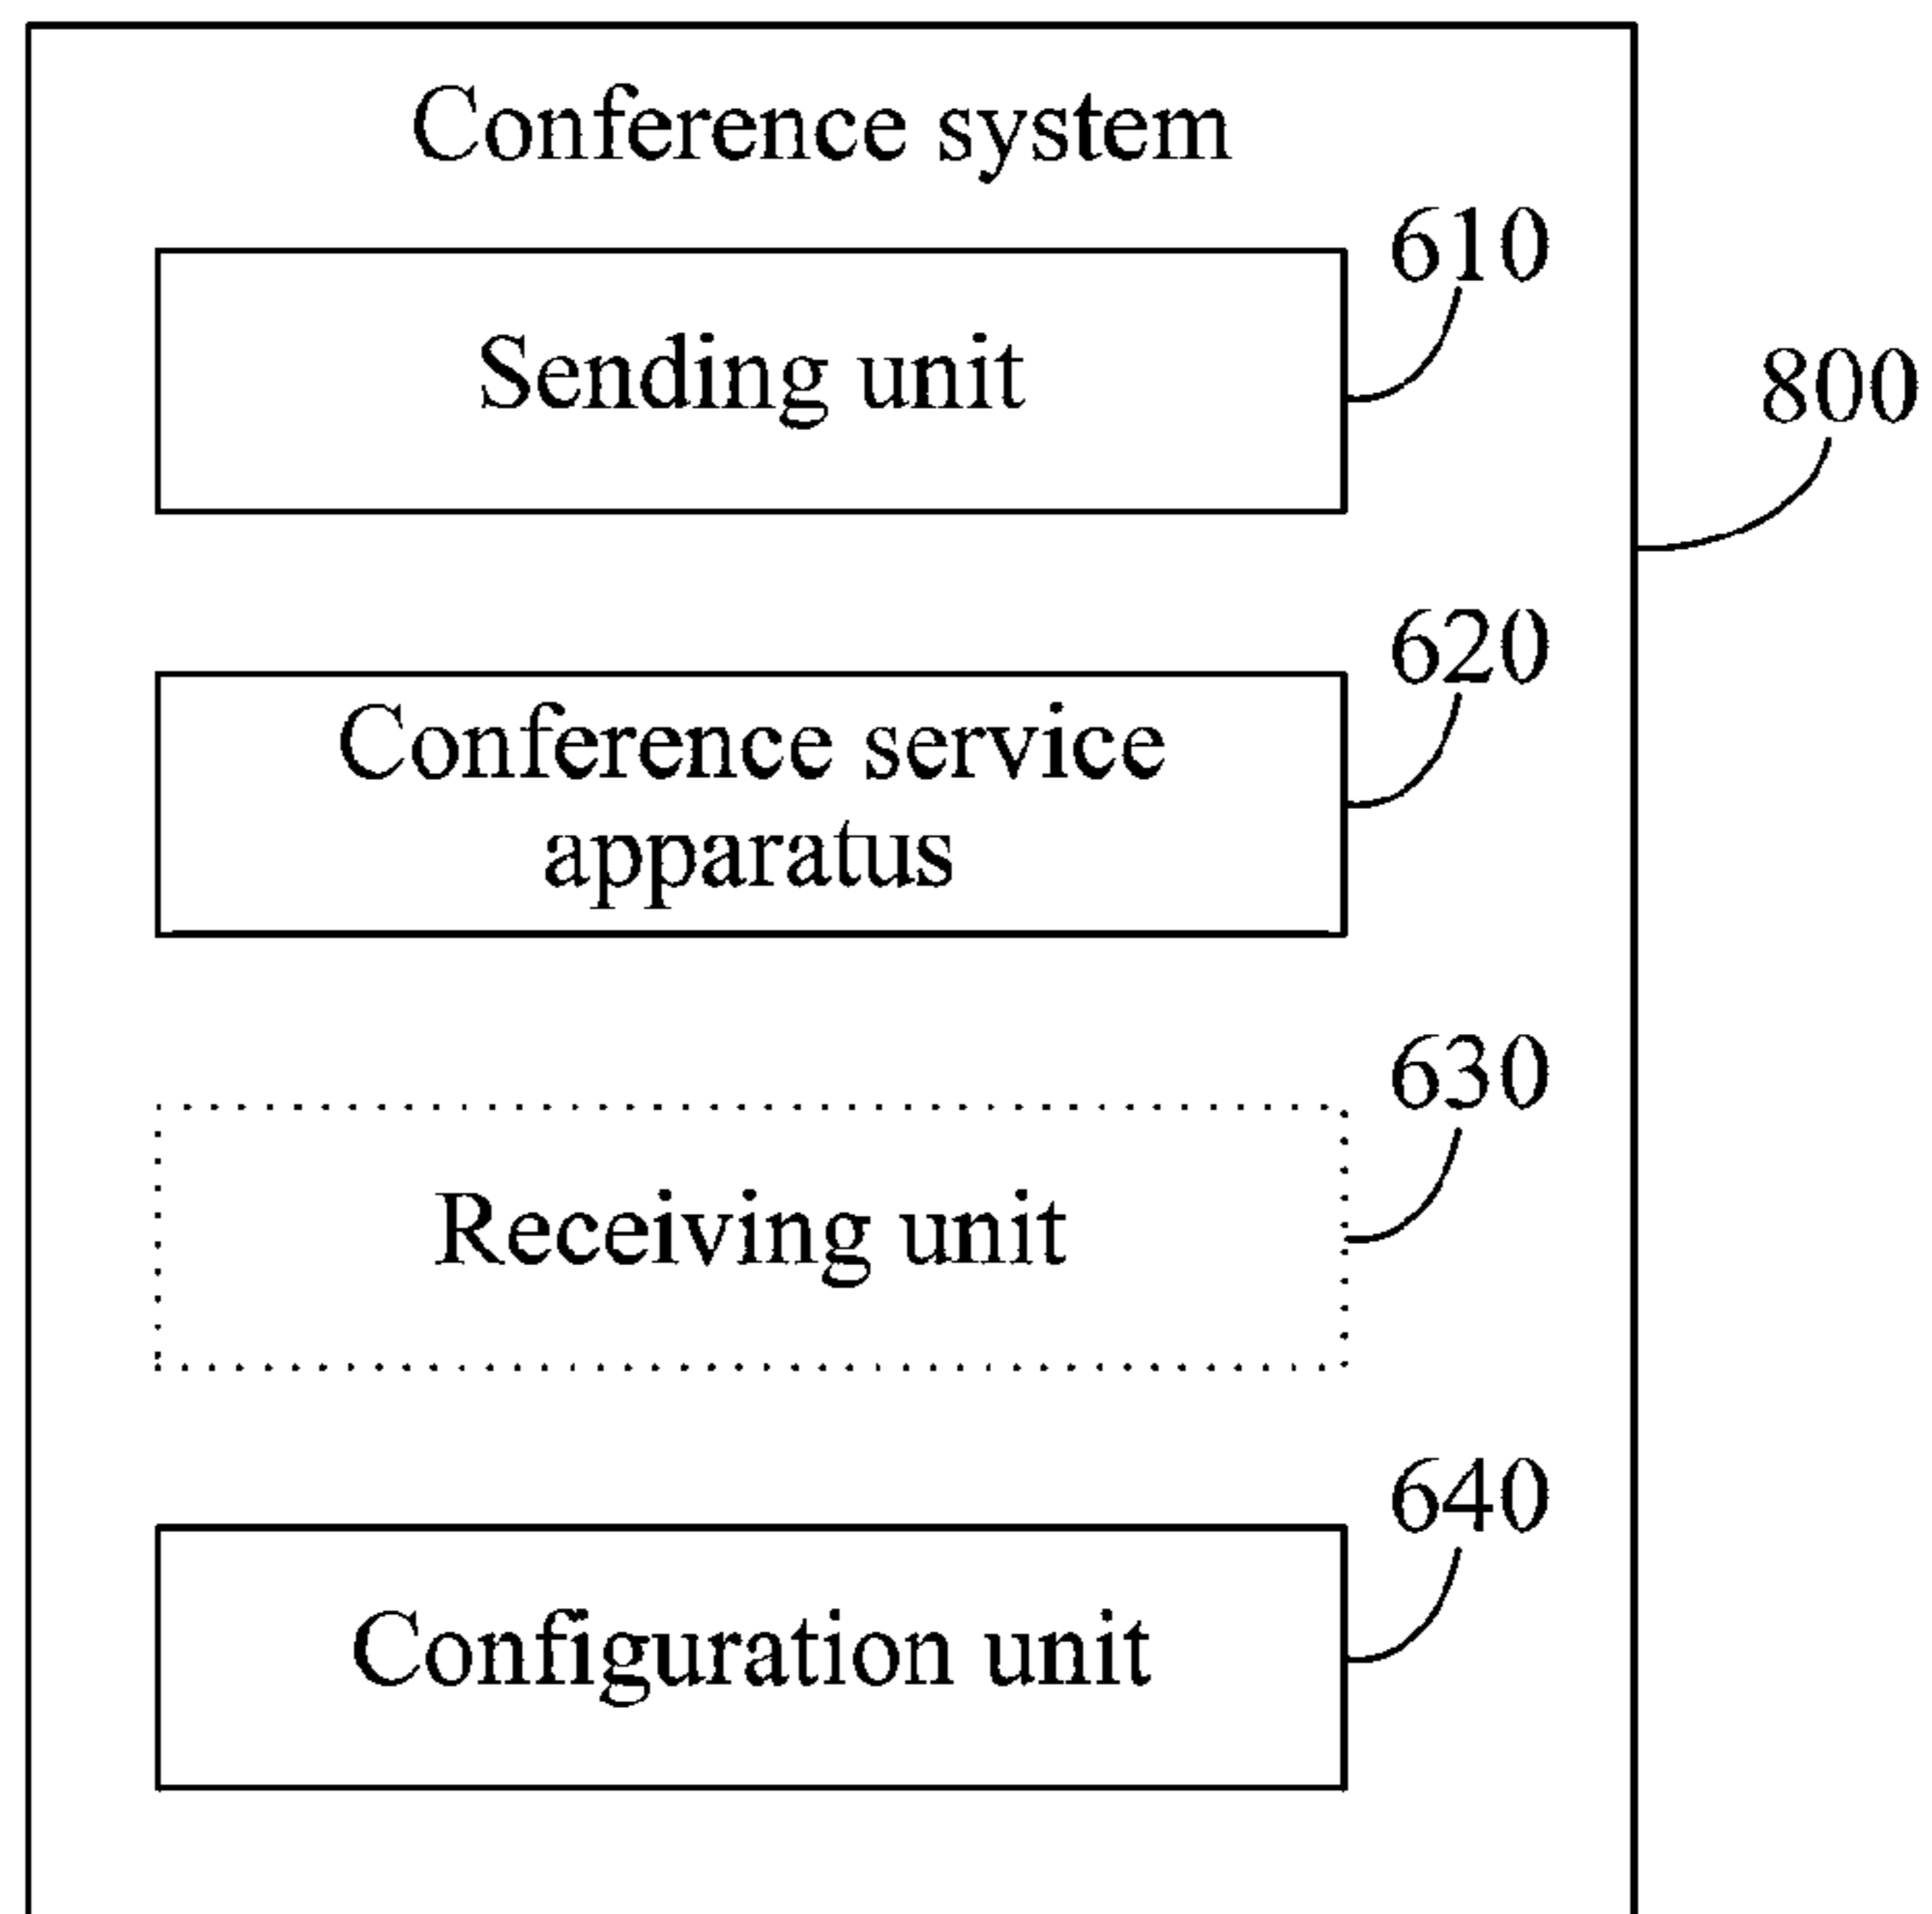 Conference system
610
Sending unit
800
620
Conference service
apparatus
630
Receiving unit
640
Configuration unit